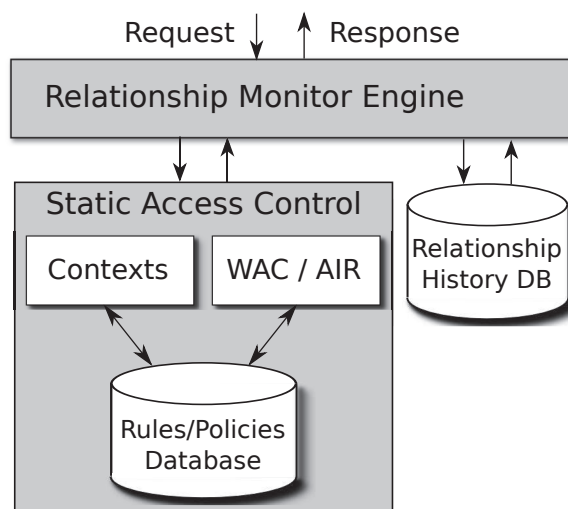 Request
Response
Relationship Monitor Engine
Static Access Control
Contexts
WAC / AIR
Relationship
History DB
Rules/Policies
Database